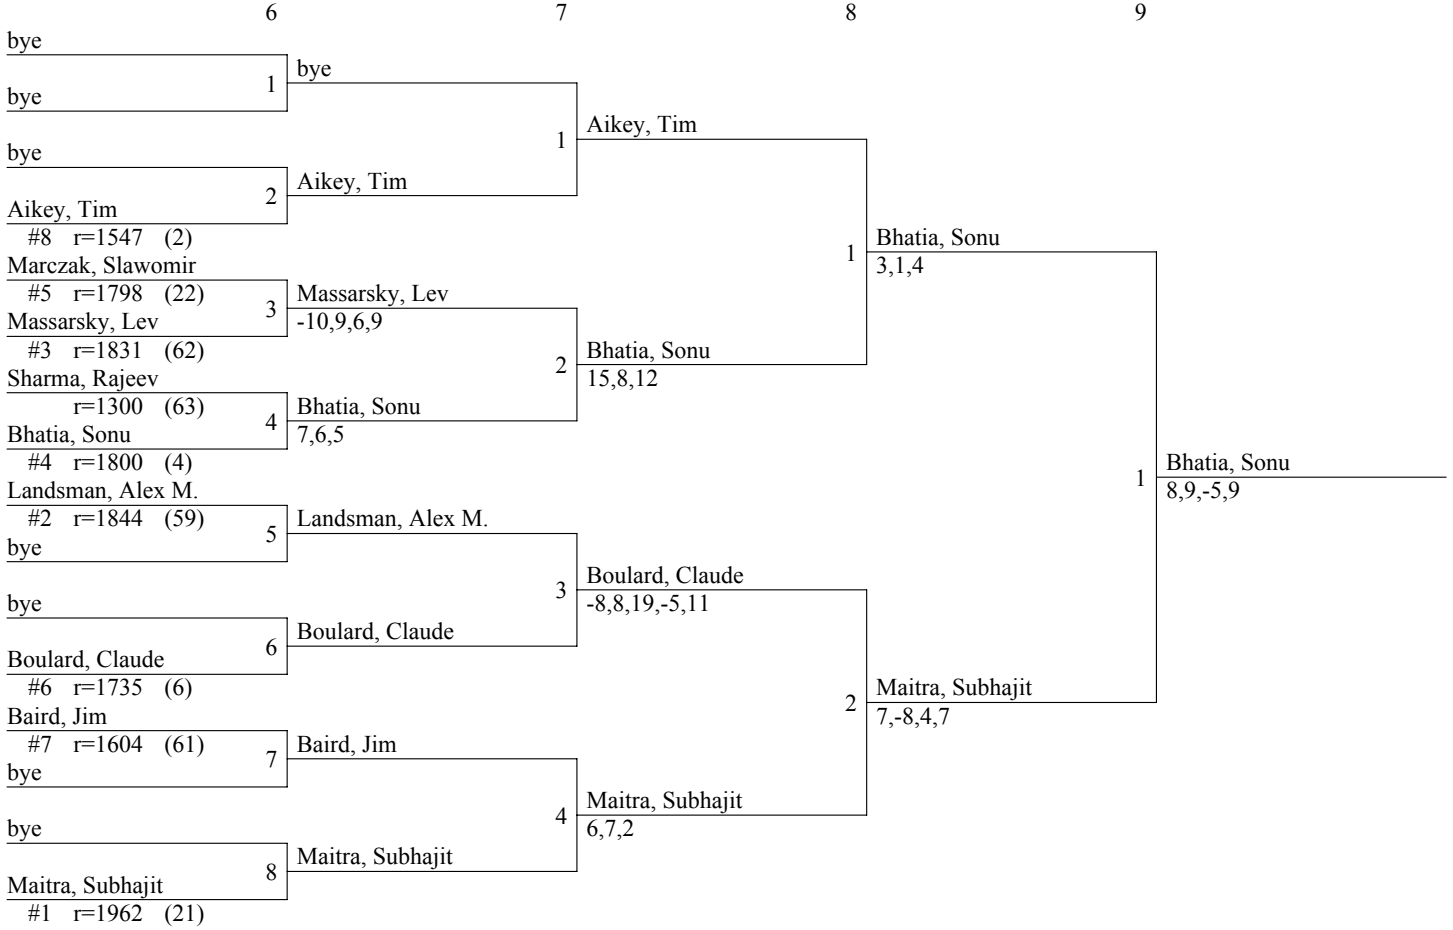 6 7 8 9
bye
1 bye
bye
1 Aikey, Tim
bye
2 Aikey, Tim
Aikey, Tim
#8 r=1547 (2)
1 Bhatia, Sonu
3,1,4
Marczak, Slawomir
#5 r=1798 (22)
3 Massarsky, Lev
-10,9,6,9
Massarsky, Lev
#3 r=1831 (62)
2 Bhatia, Sonu
15,8,12
Sharma, Rajeev
r=1300 (63)
4 Bhatia, Sonu
7,6,5
Bhatia, Sonu
#4 r=1800 (4)
1 Bhatia, Sonu
8,9,-5,9
Landsman, Alex M.
#2 r=1844 (59)
5 Landsman, Alex M.
bye
3 Boulard, Claude
-8,8,19,-5,11
bye
6 Boulard, Claude
Boulard, Claude
#6 r=1735 (6)
2 Maitra, Subhajit
7,-8,4,7
Baird, Jim
#7 r=1604 (61)
7 Baird, Jim
bye
4 Maitra, Subhajit
6,7,2
bye
8 Maitra, Subhajit
Maitra, Subhajit
#1 r=1962 (21)